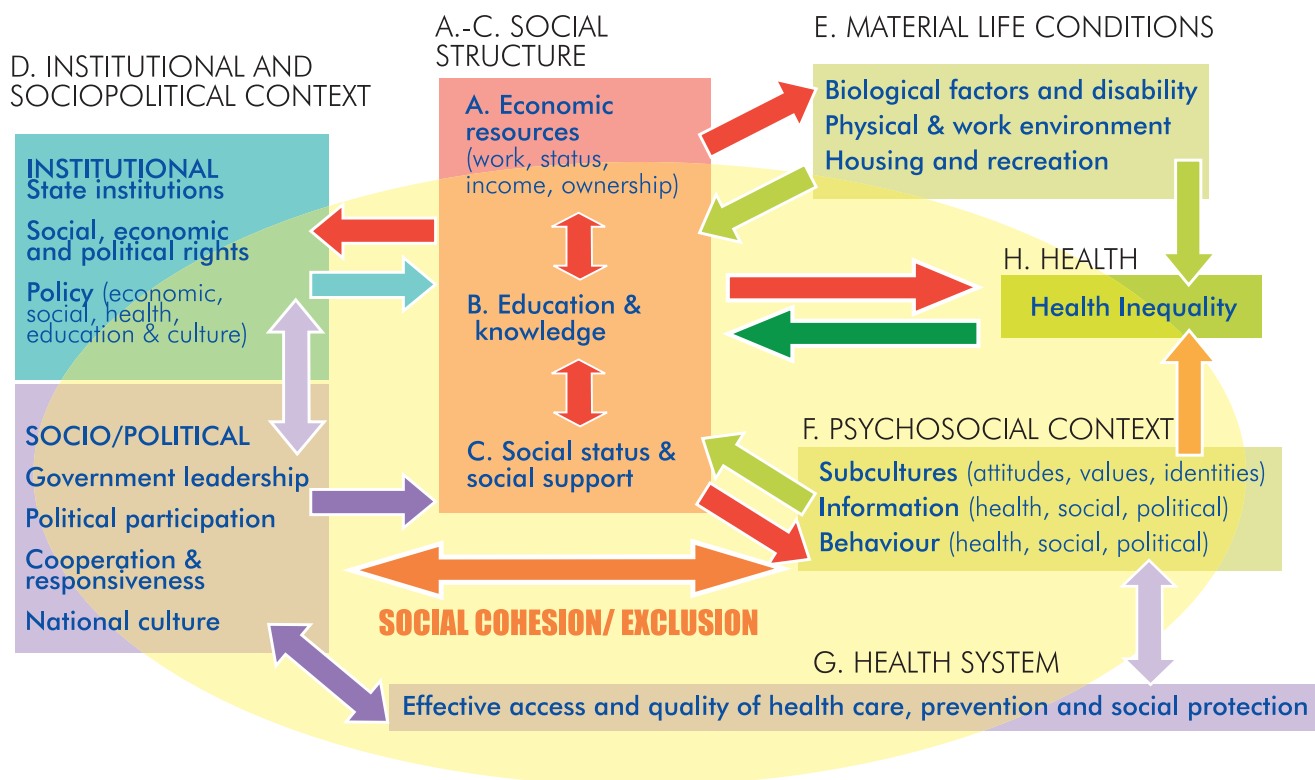 D. INSTITUTIONAL AND
SOCIOPOLITICAL CONTEXT
INSTITUTIONAL
State institutions
Social, economic
and political rights
Policy (economic,
social, health,
education & culture)
SOCIO/POLITICAL
Government leadership
Political participation
Cooperation &
responsiveness
National culture
A.-C. SOCIAL
STRUCTURE
A. Economic
resources
(work, status,
income, ownership)
B. Education &
knowledge
C. Social status &
social support
SOCIAL COHESION/ EXCLUSION
E. MATERIAL LIFE CONDITIONS
Biological factors and disability
Physical & work environment
Housing and recreation
H. HEALTH
Health Inequality
F. PSYCHOSOCIAL CONTEXT
Subcultures (attitudes, values, identities)
Information (health, social, political)
Behaviour (health, social, political)
G. HEALTH SYSTEM
Effective access and quality of health care, prevention and social protection